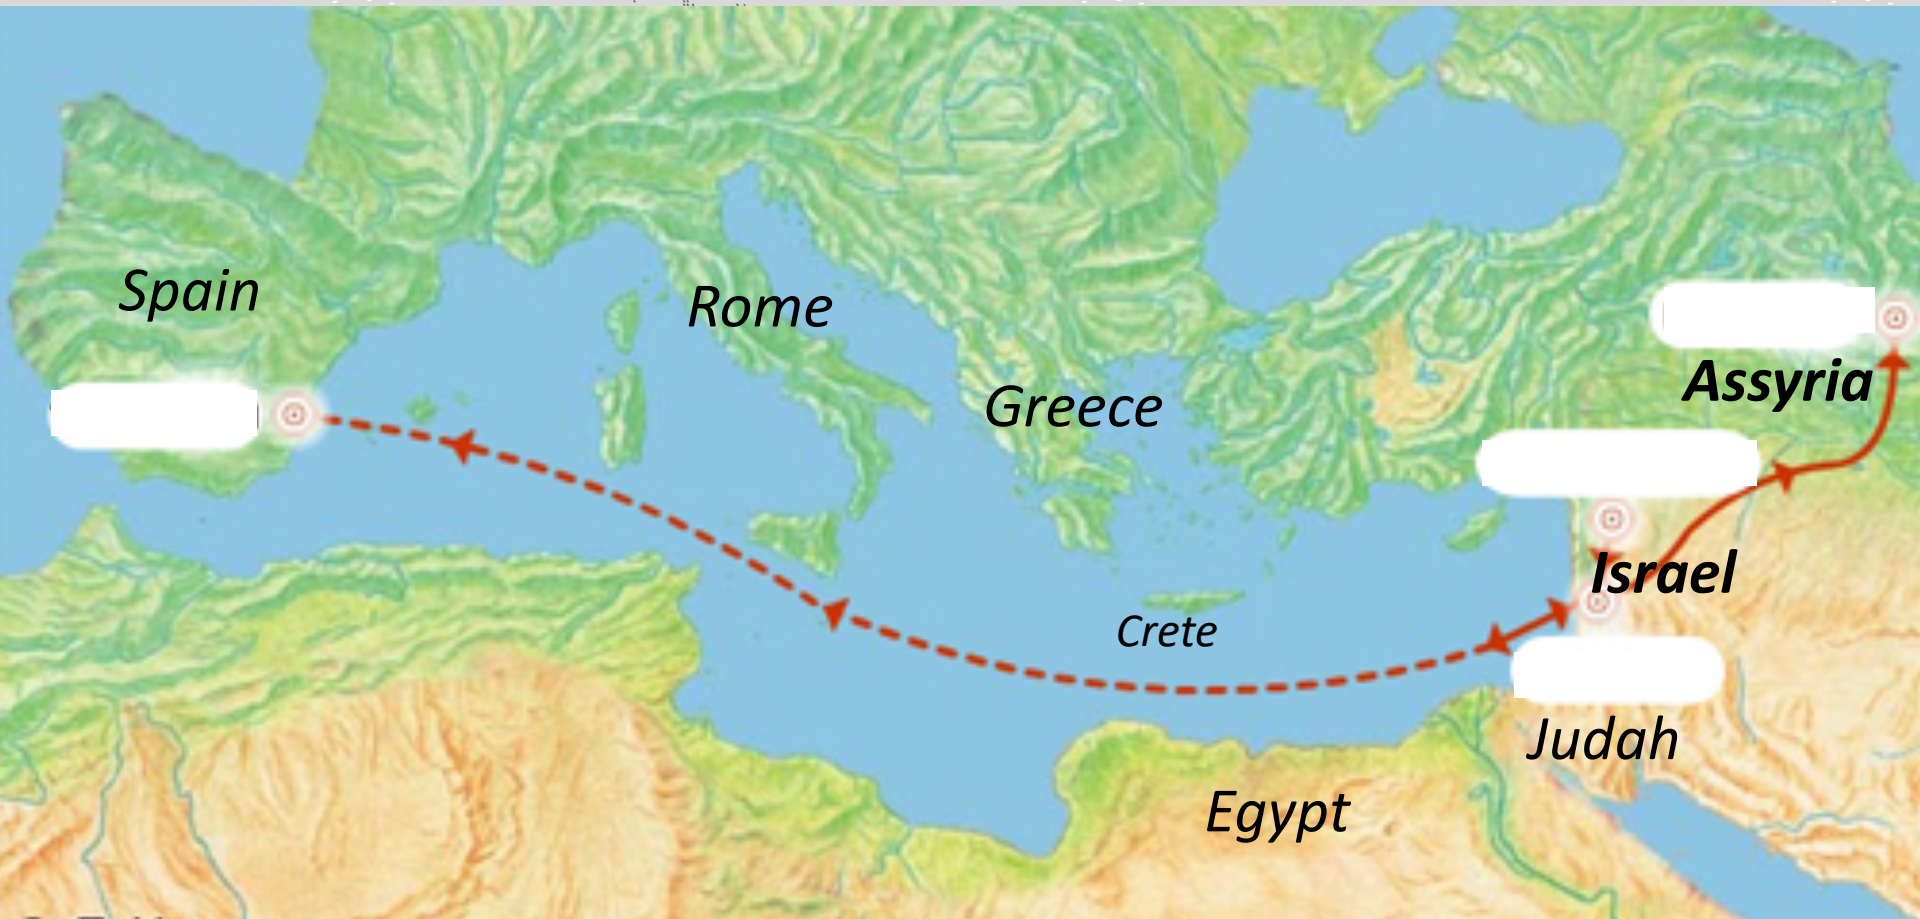 Spain
Rome
Greece
Assyria
Israel
Crete
Judah
Egypt